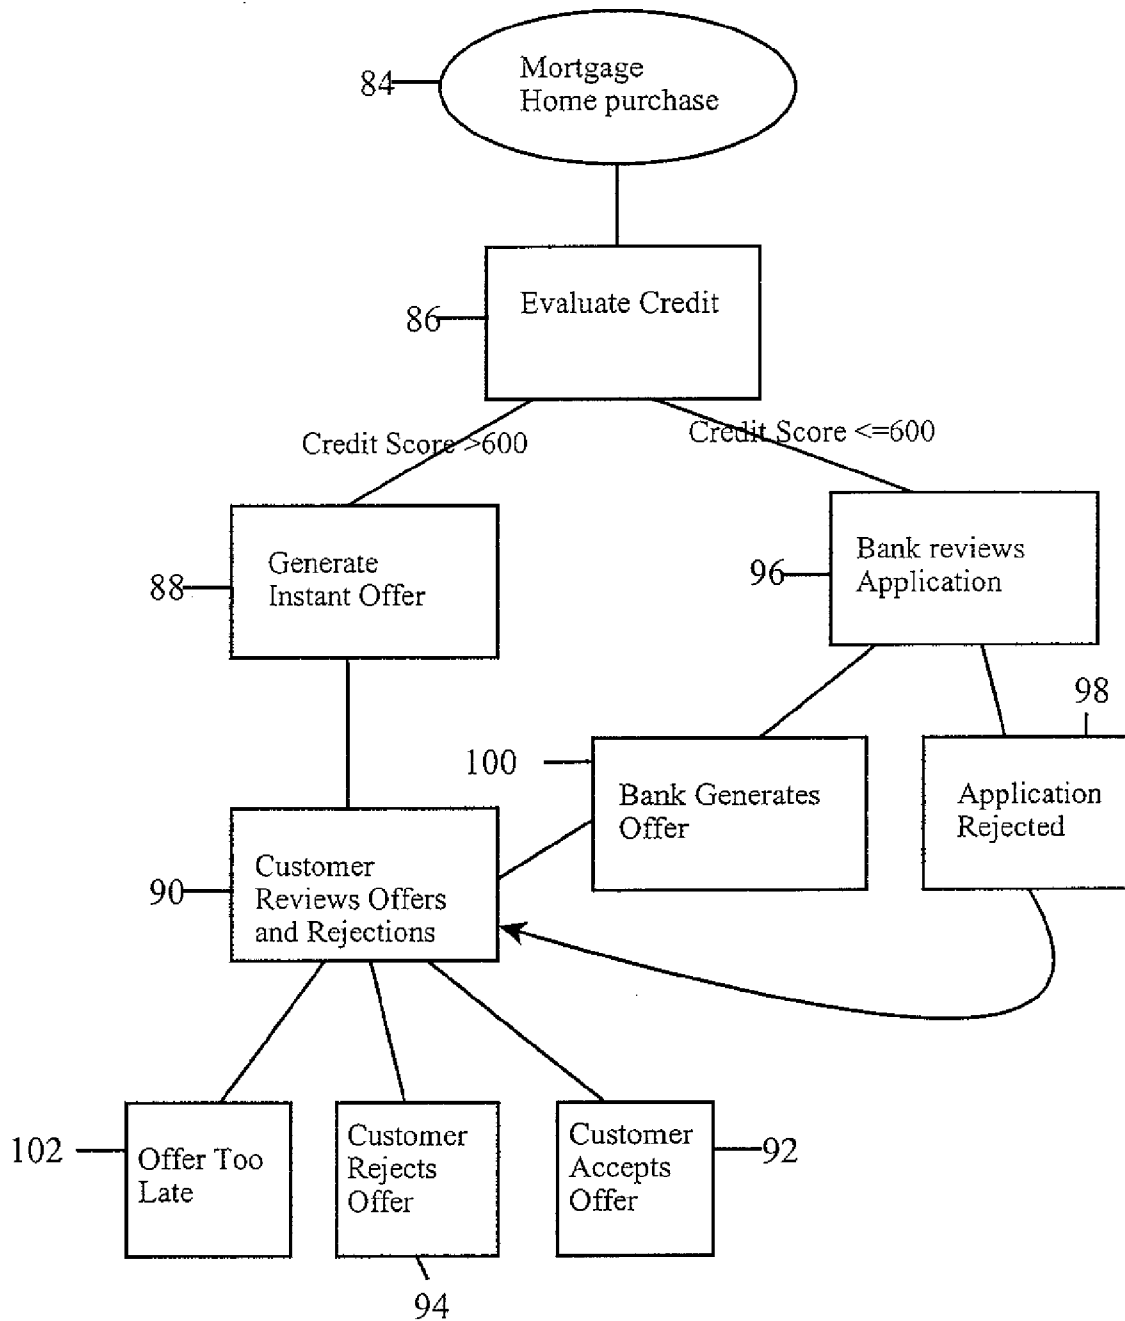 84
Mortgage
Home purchase
86
Evaluate Credit
Credit Score >600
Credit Score <=600
88
Generate
Instant Offer
96
Bank reviews
Application
98
100
Bank Generates
Offer
Application
Rejected
90
Customer
Reviews Offers
and Rejections
102
Offer Too
Late
Customer
Rejects
Offer
Customer
Accepts
Offer
92
94